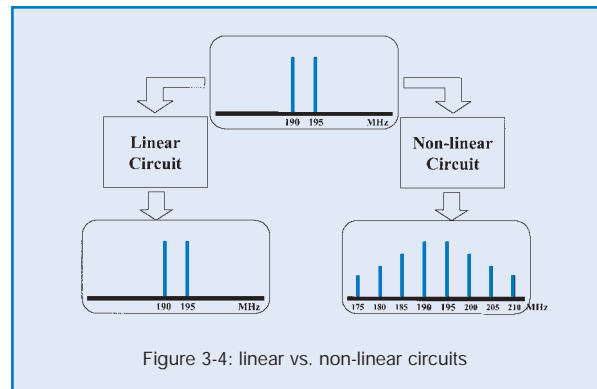 190 195 MHz
Linear
Circuit
Non-linear
Circuit
190 195 MHz
175 180 185 190 195 200 205 210 MHz
Figure 3-4: linear vs. non-linear circuits